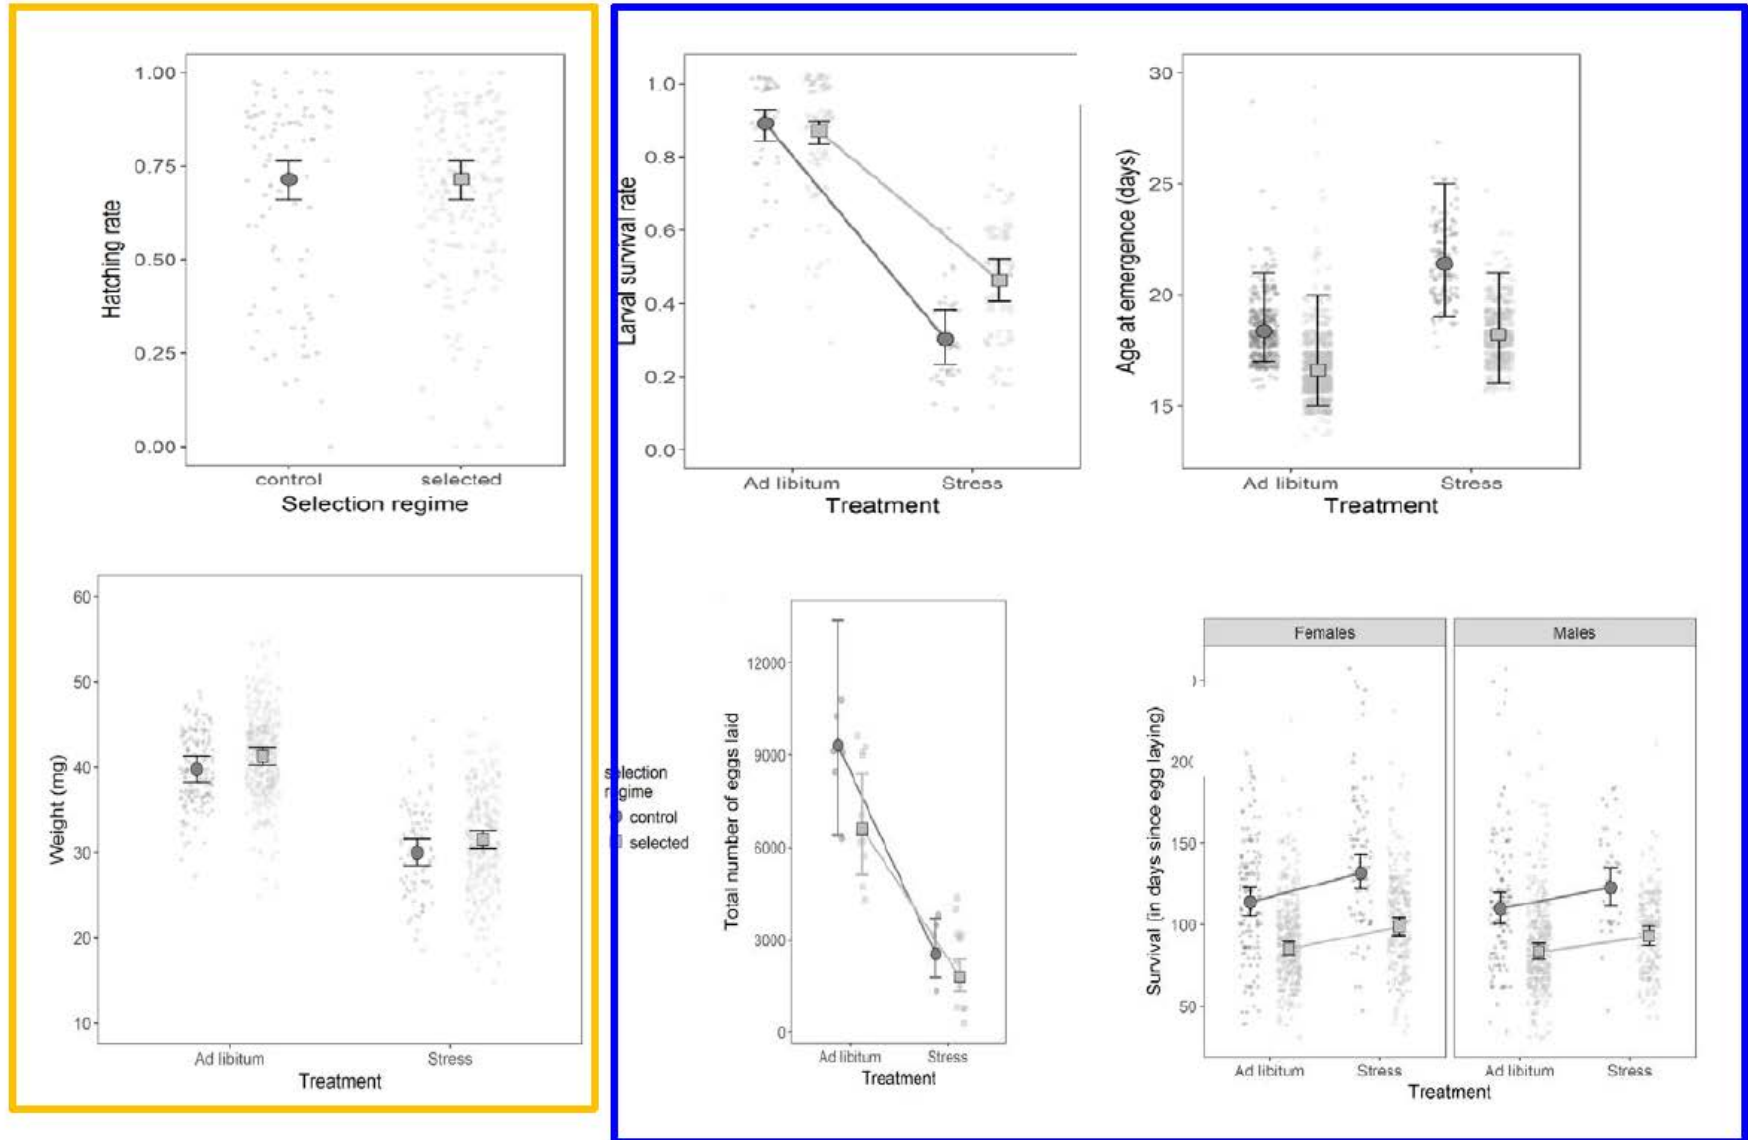 Hatching rate
1.00
0.75
0.50
0.25
0.00
control selected
Selection regime
Larval survival rate
1.0
0.8
0.6
0.4
0.2
0.0
Ad libitum Stress
Treatment
Age at emergence (days)
30
25
20
15
Ad libitum Stress
Treatment
Weight (mg)
60
50
40
30
20
10
Ad libitum Stress
Treatment
selection
regime
control
selected
Total number of eggs laid
12000
9000
6000
3000
0
Ad libitum Stress
Treatment
Females Males
Survival (in days since egg laying)
150
100
50
Ad libitum Stress Ad libitum Stress
Treatment